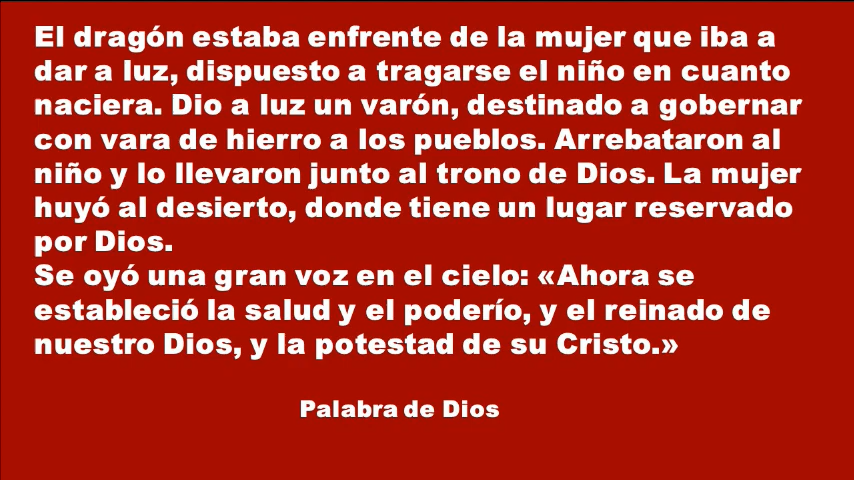 El dragón estaba enfrente de la mujer que iba a
dar a luz, dispuesto a tragarse el niño en cuanto
naciera. Dio a luz un varón, destinado a gobernar
con vara de hierro a los pueblos. Arrebataron al
niño y lo llevaron junto al trono de Dios. La mujer
huyó al desierto, donde tiene un lugar reservado
por Dios.
Se oyó una gran voz en el cielo: «Ahora se
estableció la salud y el poderío, y el reinado de
nuestro Dios, y la potestad de su Cristo.»
Palabra de Dios